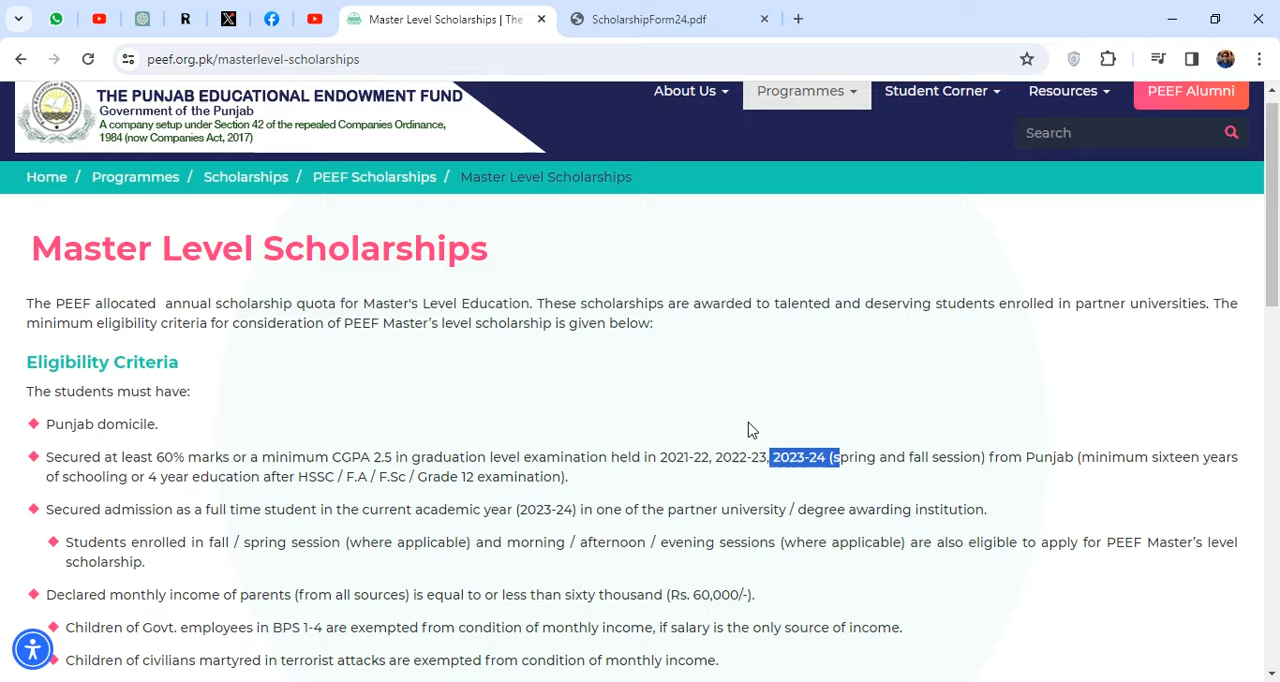 Master Level Scholarships | The
ScholarshipForm24.pdf
peef.org.pk/masterlevel-scholarships
THE PUNJAB EDUCATIONAL ENDOWMENT FUND
Government of the Punjab
A company setup under Section 42 of the repealed Companies Ordinance,
1984 (now Companies Act, 2017)
About Us Programmes Student Corner Resources PEEF Alumni
Search
Home / Programmes / Scholarships / PEEF Scholarships / Master Level Scholarships
Master Level Scholarships
The PEEF allocated annual scholarship quota for Master's Level Education. These scholarships are awarded to talented and deserving students enrolled in partner universities. The
minimum eligibility criteria for consideration of PEEF Master's level scholarship is given below:
Eligibility Criteria
The students must have:
Punjab domicile.
Secured at least 60% marks or a minimum CGPA 2.5 in graduation level examination held in 2021-22, 2022-23, 2023-24 (spring and fall session) from Punjab (minimum sixteen years
of schooling or 4 year education after HSSC / F.A / F.Sc / Grade 12 examination).
Secured admission as a full time student in the current academic year (2023-24) in one of the partner university / degree awarding institution.
Students enrolled in fall / spring session (where applicable) and morning / afternoon / evening sessions (where applicable) are also eligible to apply for PEEF Master's level
scholarship.
Declared monthly income of parents (from all sources) is equal to or less than sixty thousand (Rs. 60,000/-).
Children of Govt. employees in BPS 1-4 are exempted from condition of monthly income, if salary is the only source of income.
Children of civilians martyred in terrorist attacks are exempted from condition of monthly income.